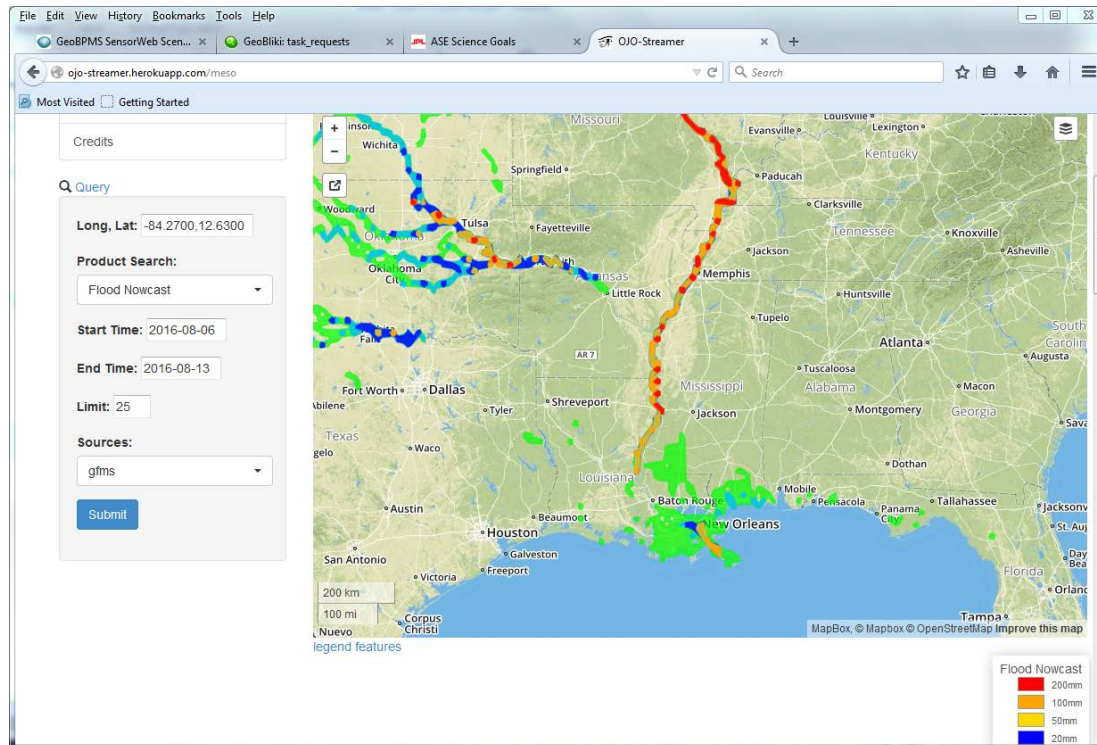 File Edit View History Bookmarks Tools Help
GeoBPMS SensorWeb Scen... × GeoBliki: task_requests × JPL ASE Science Goals × OJO-Streamer × +
ojo-streamer.herokuapp.com/meso Search
Most Visited Getting Started
Credits
Query
Long, Lat: -84.2700,12.6300
Product Search:
Flood Nowcast
Start Time: 2016-08-06
End Time: 2016-08-13
Limit: 25
Sources:
gfms
Submit
+
Missouri
Evansville
Louisville
Lexington
−
Wichita
Kentucky
Springfield
Paducah
Woodward
Clarksville
Tulsa
Fayetteville
Tennessee
Knoxville
Oklahoma
Asheville
Jackson
Oklahoma
City
Memphis
Little Rock
Huntsville
Tupelo
South
Falls
Atlanta
Augusta
AR 7
Tuscaloosa
Fort Worth
Dallas
Mississippi
Alabama
Macon
Shreveport
Abilene
Tyler
Jackson
Montgomery
Georgia
Texas
Waco
Dothan
Louisiana
Mobile
Baton Rouge
Pensacola
Tallahassee
Austin
Beaumont
Panama
City
Houston
New Orleans
San Antonio
Galveston
Victoria
Freeport
Florida
200 km
100 mi
Corpus
Christi
Tampa
Nuevo
MapBox, © Mapbox © OpenStreetMap Improve this map
legend features
Flood Nowcast
200mm
100mm
50mm
20mm